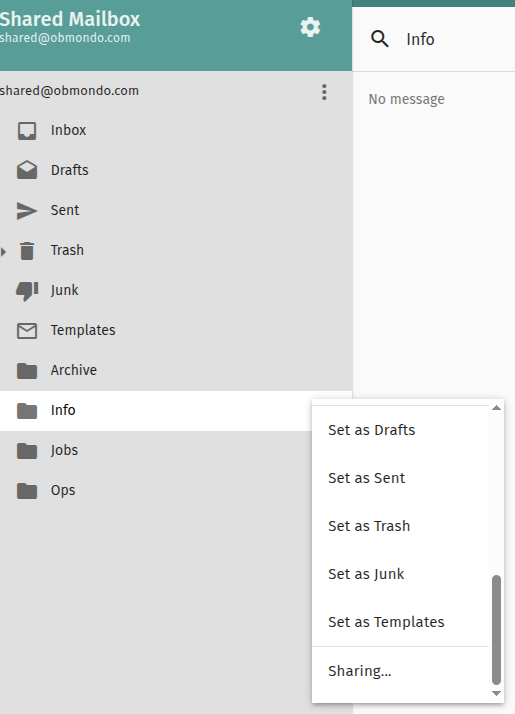 Shared Mailbox
shared@obmondo.com
Info
shared@obmondo.com
No message
Inbox
Drafts
Sent
Trash
Junk
Templates
Archive
Info
Jobs
Ops
Set as Drafts
Set as Sent
Set as Trash
Set as Junk
Set as Templates
Sharing...